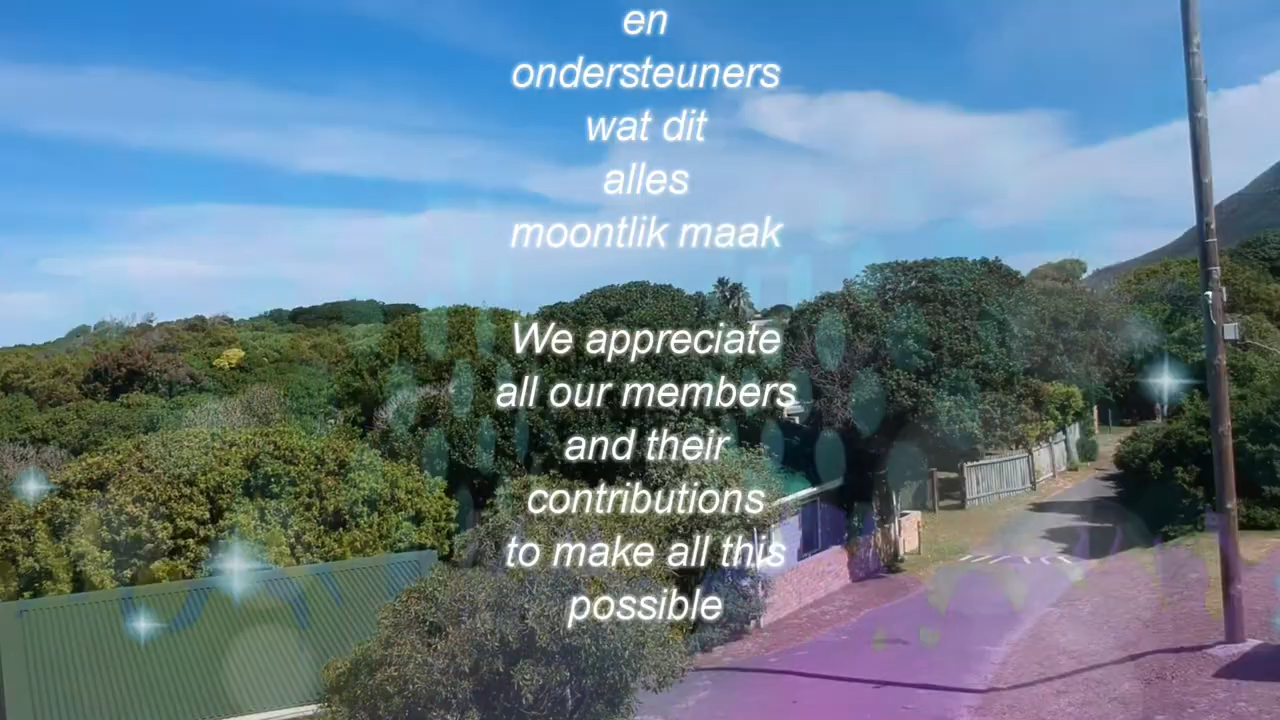 en
ondersteuners
wat dit
alles
moontlik maak
We appreciate
all our members
and their
contributions
to make all this
possible